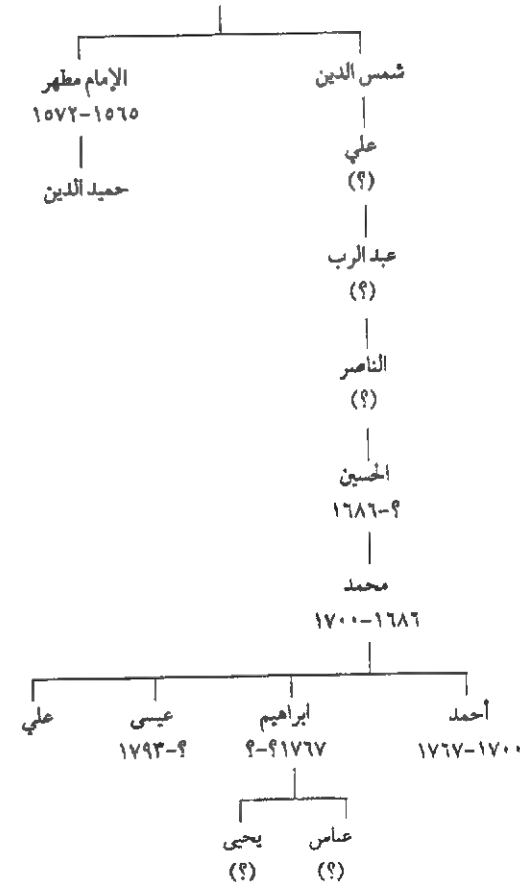 شمس الدين
الإمام مطهر
١٥٦٥-١٥٧٢
علي
(؟)
حميد الدين
عبد الرب
(؟)
الناصر
(؟)
الحسين
؟-١٦٨٦
محمد
١٦٨٦-١٧٠٠
أحمد
١٧٠٠-١٧٦٧
ابراهيم
١٧٦٧؟-؟
عيسى
؟-١٧٩٣
علي
عباس
(؟)
يحيى
(؟)